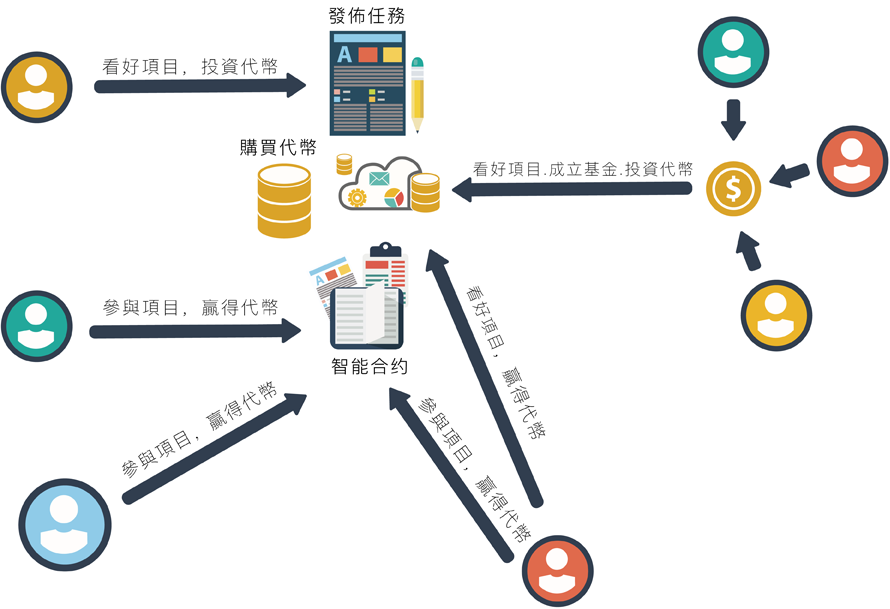 發佈任務
看好項目，投資代幣
A
購買代幣
看好項目.成立基金.投資代幣
$
參與項目，贏得代幣
智能合约
看好項目，贏得代幣
參與項目，贏得代幣
參與項目，贏得代幣